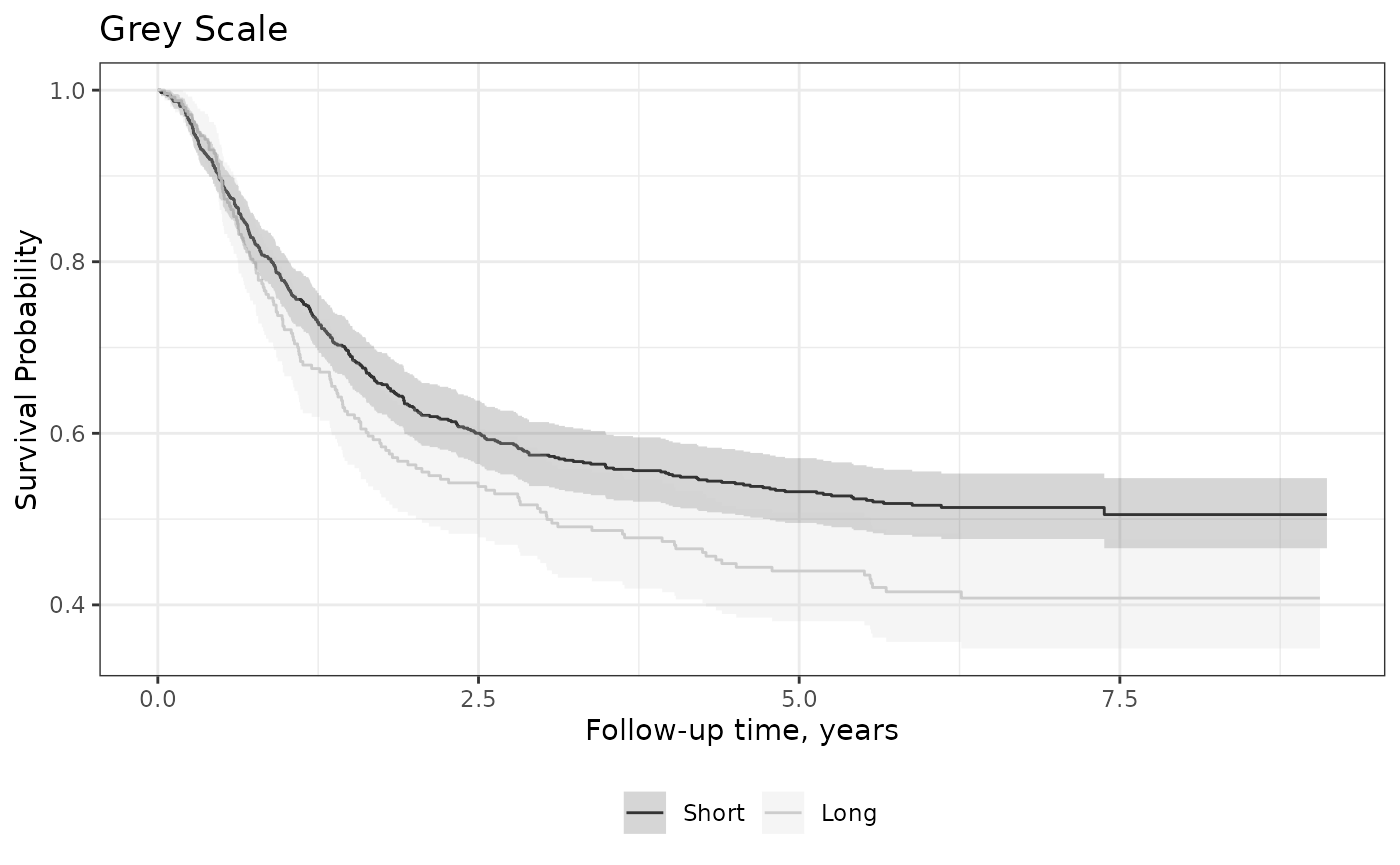 Grey Scale
Survival Probability
1.0
0.8
0.6
0.4
0.0 2.5 5.0 7.5
Follow-up time, years
Short Long